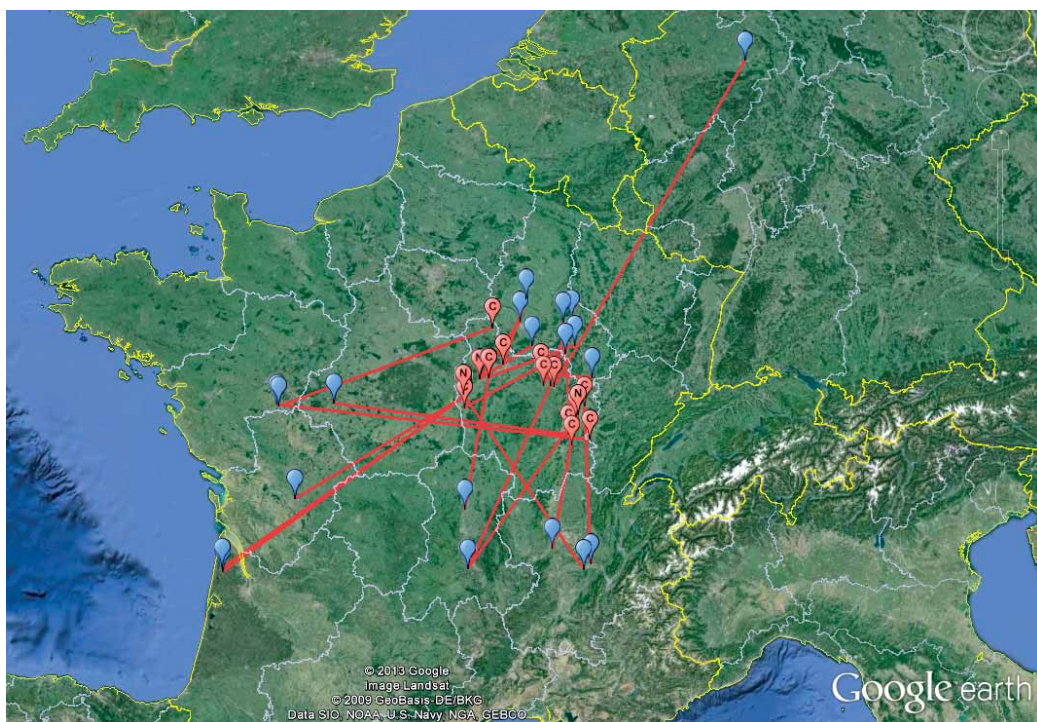 C
C
C
C
C
C
N
C
C
N
C
C
© 2013 Google
Image Landsat
© 2009 GeoBasis-DE/BKG
Data SIO, NOAA, U.S. Navy, NGA, GEBCO
Google earth